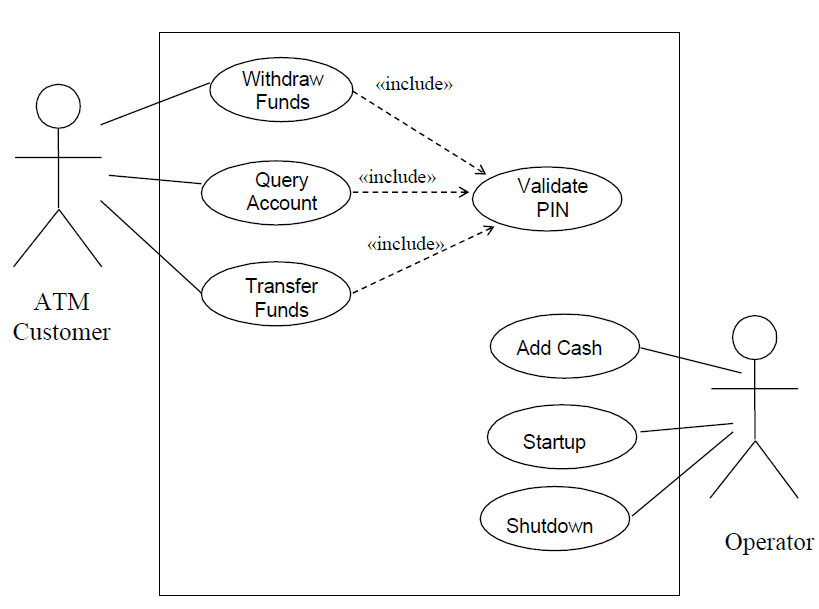 Withdraw
Funds
«include»
Query
Account
«include»
Validate
PIN
«include»
Transfer
Funds
ATM
Customer
Add Cash
Startup
Shutdown
Operator